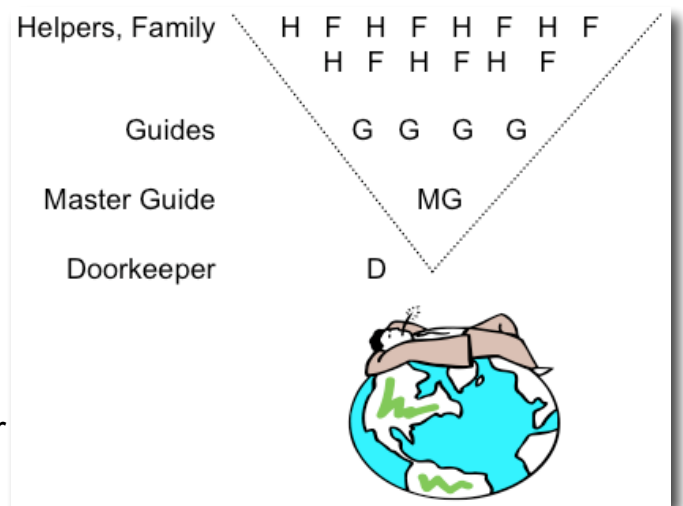 Helpers, Family H F H F H F H F
H F H F H F
Guides G G G G
Master Guide MG
Doorkeeper D
r